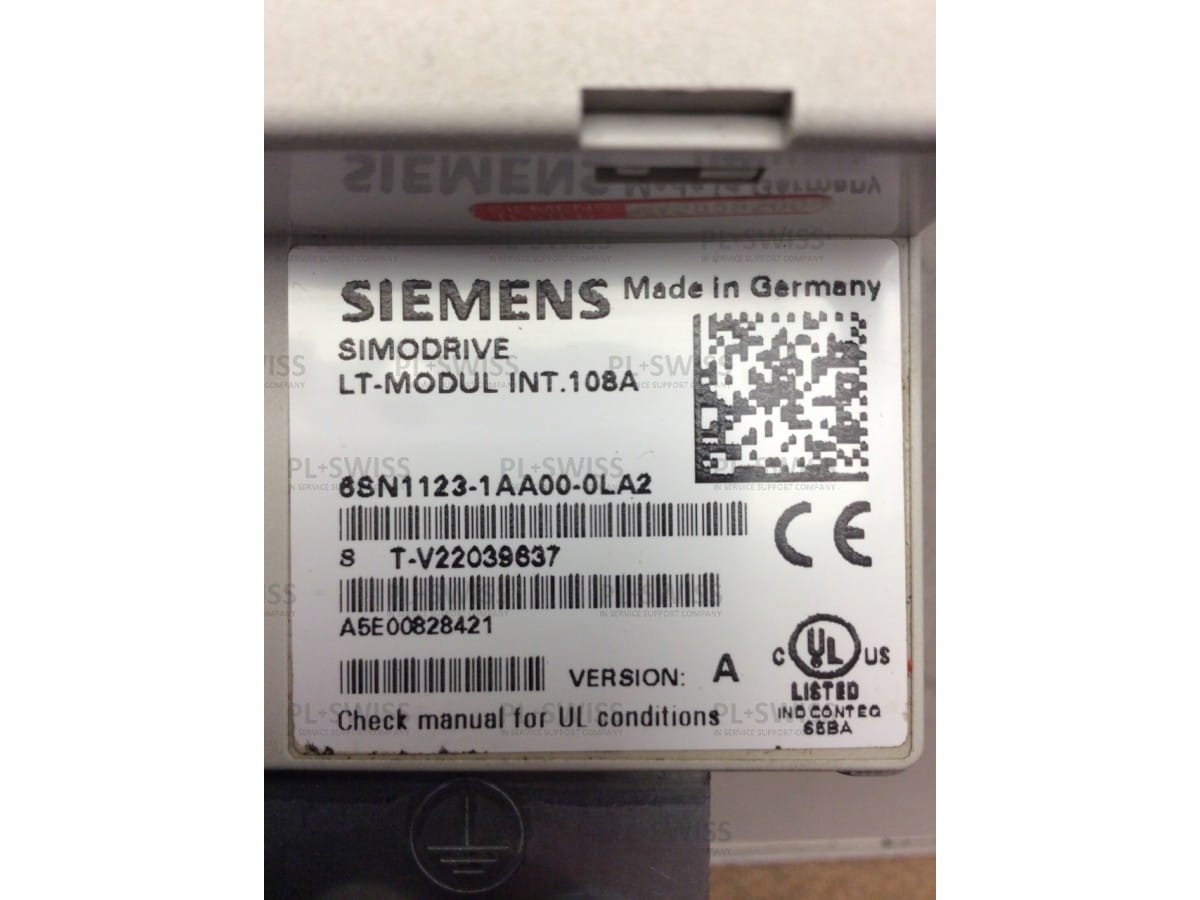 SIEMENS Made in Germany
SIMODRIVE
LT-MODUL INT.108A
6SN1123-1AA00-0LA2
S T-V22039637
A5E00828421
VERSION: A
C UL US
LISTED
IND CONT EQ
65BA
Check manual for UL conditions
PL+SWISS
IN SERVICE SUPPORT COMPANY